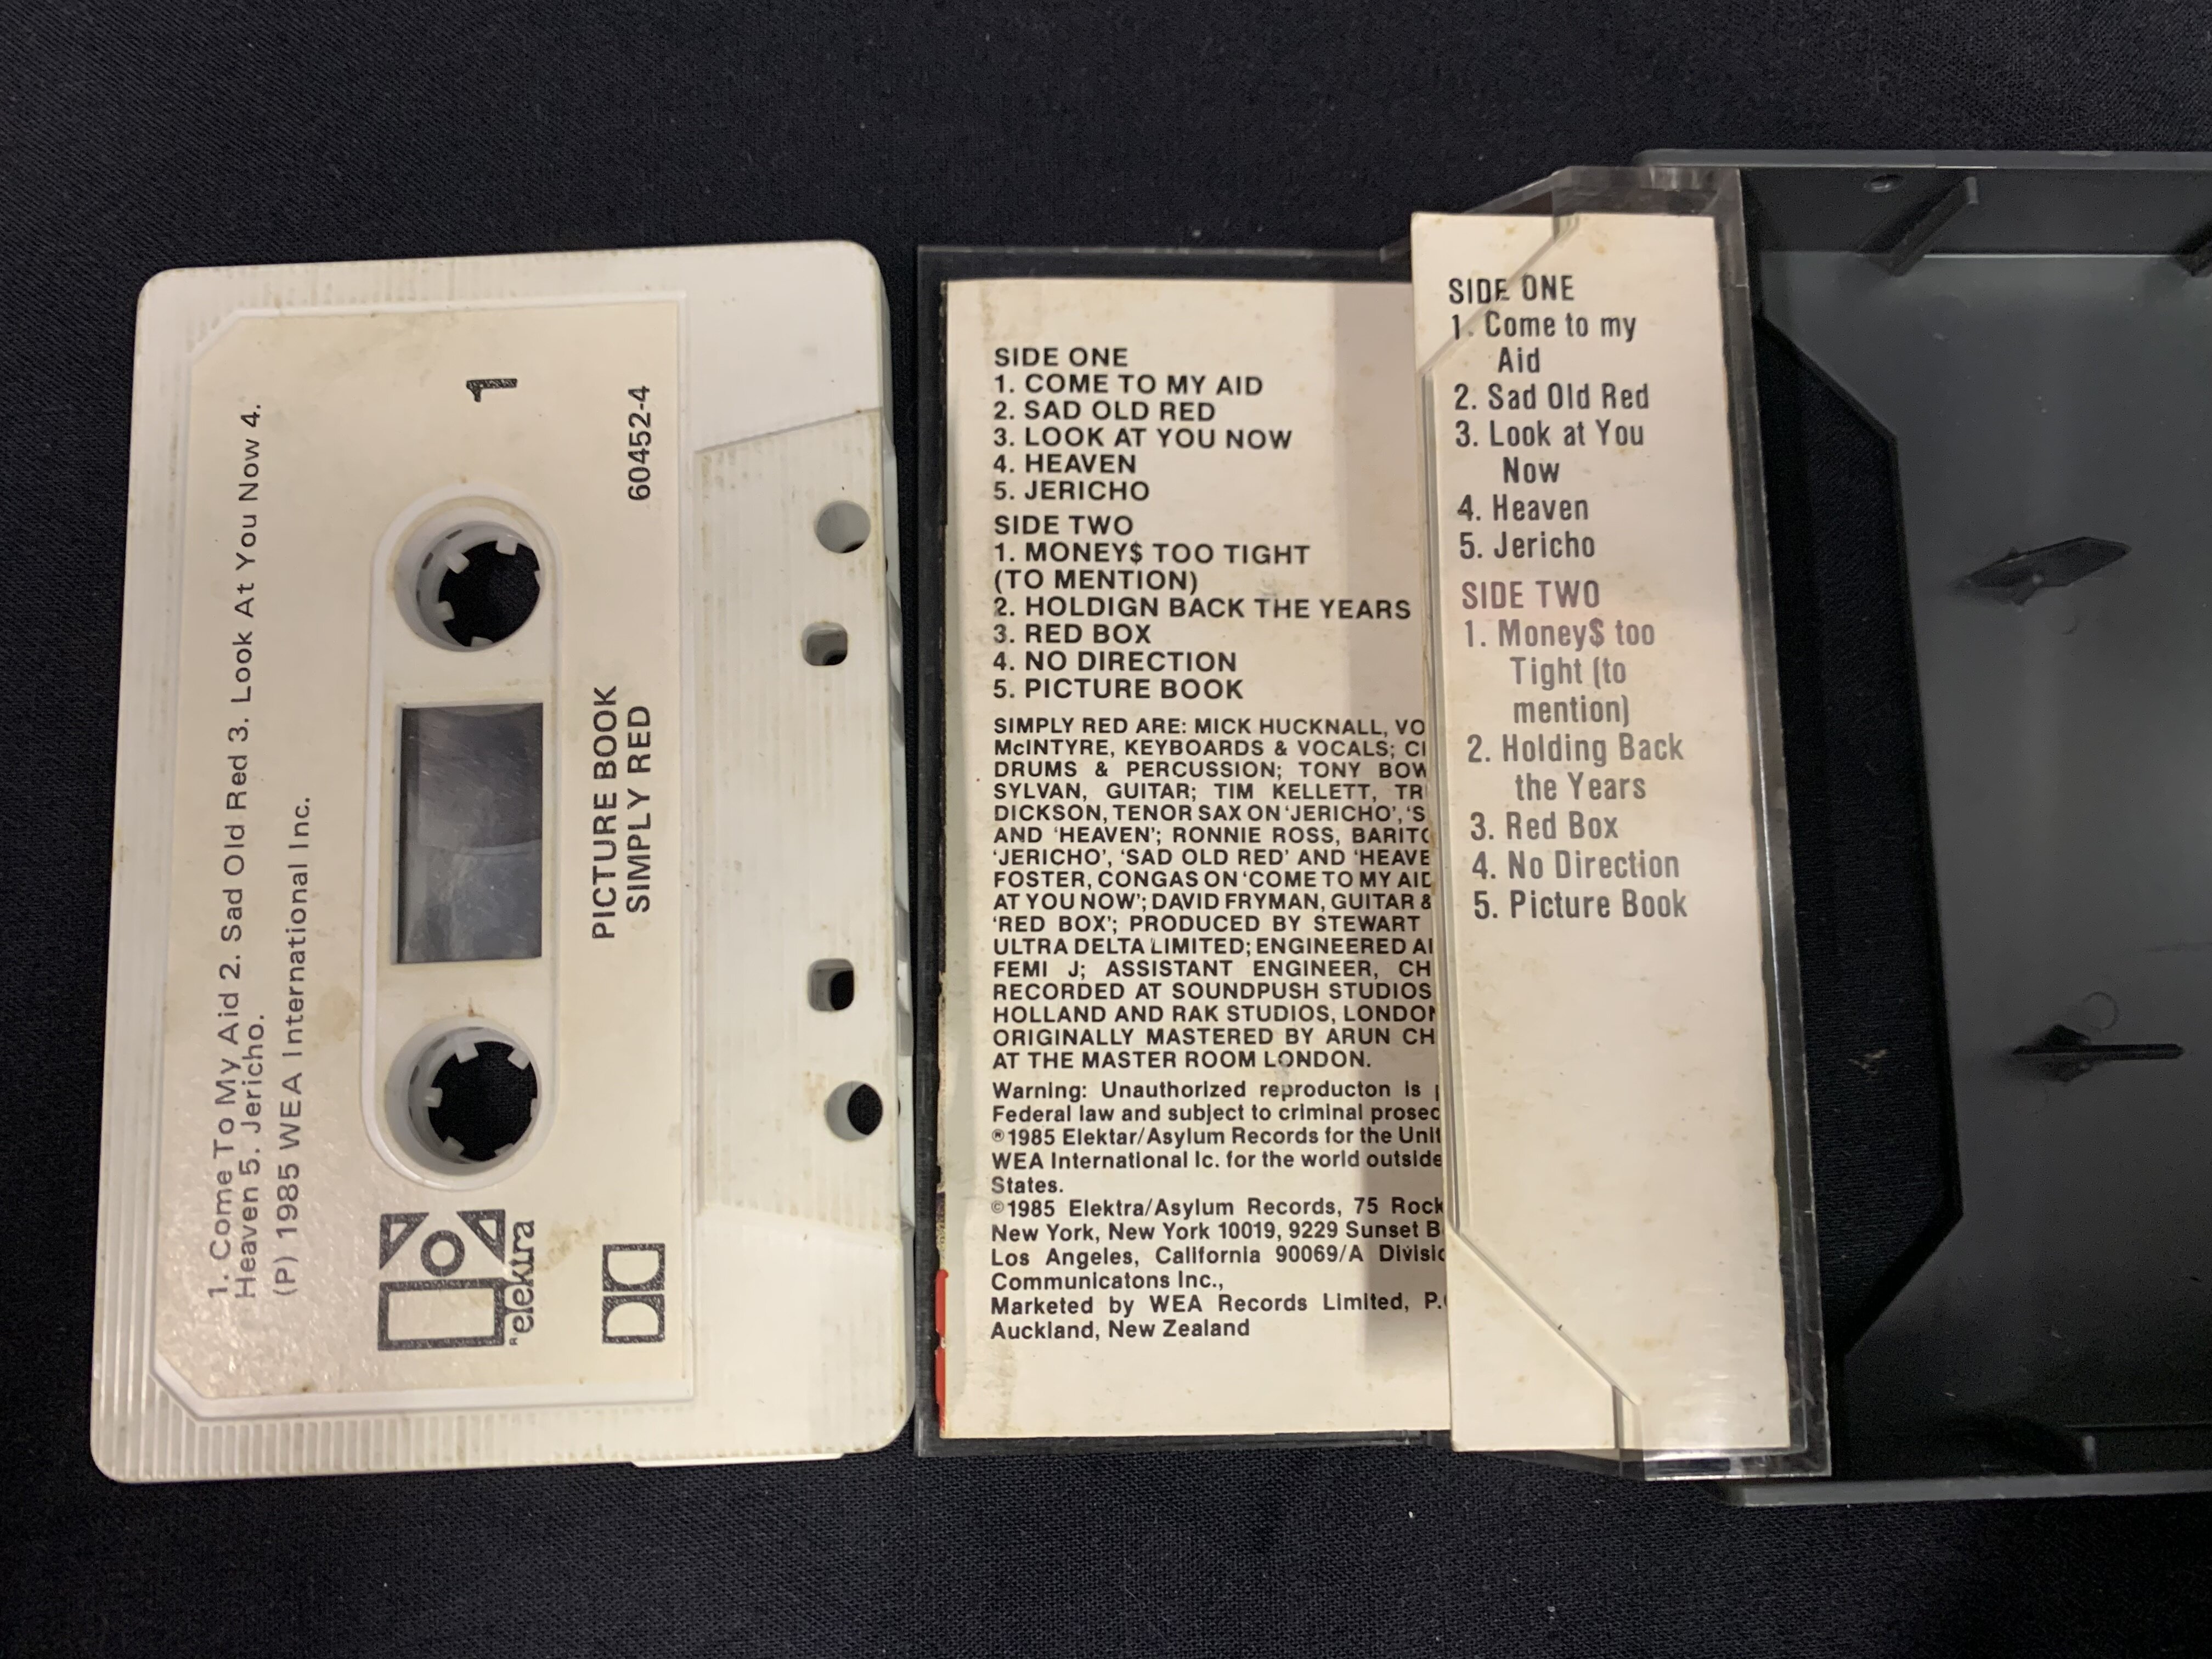 1. Come To My Aid 2. Sad Old Red 3. Look At You Now 4.
Heaven 5. Jericho.
(P) 1985 WEA International Inc.
1
60452-4
PICTURE BOOK
SIMPLY RED
elektra
SIDE ONE
1. COME TO MY AID
2. SAD OLD RED
3. LOOK AT YOU NOW
4. HEAVEN
5. JERICHO
SIDE TWO
1. MONEY$ TOO TIGHT
(TO MENTION)
2. HOLDIGN BACK THE YEARS
3. RED BOX
4. NO DIRECTION
5. PICTURE BOOK
SIMPLY RED ARE: MICK HUCKNALL,
McINTYRE, KEYBOARDS & VOCALS;
DRUMS & PERCUSSION; TONY
SYLVAN, GUITAR; TIM KELLETT,
DICKSON, TENOR SAX ON 'JERICHO',
AND 'HEAVEN'; RONNIE ROSS,
'JERICHO', 'SAD OLD RED' AND
FOSTER, CONGAS ON 'COME TO MY
AT YOU NOW'; DAVID FRYMAN, GUITAR &
'RED BOX'; PRODUCED BY STEWART
ULTRA DELTA LIMITED; ENGINEERED
FEMI J; ASSISTANT ENGINEER,
RECORDED AT SOUNDPUSH STUDIOS
HOLLAND AND RAK STUDIOS,
ORIGINALLY MASTERED BY ARUN
AT THE MASTER ROOM LONDON.
Warning: Unauthorized reproducton is
Federal law and subject to criminal
℗1985 Elektar/Asylum Records for the
WEA International Ic. for the world outside
States.
©1985 Elektra/Asylum Records, 75
New York, New York 10019, 9229 Sunset
Los Angeles, California 90069/A
Communicatons Inc.,
Marketed by WEA Records Limited,
Auckland, New Zealand
SIDE ONE
1. Come to my
Aid
2. Sad Old Red
3. Look at You
Now
4. Heaven
5. Jericho
SIDE TWO
1. Money$ too
Tight (to
mention)
2. Holding Back
the Years
3. Red Box
4. No Direction
5. Picture Book